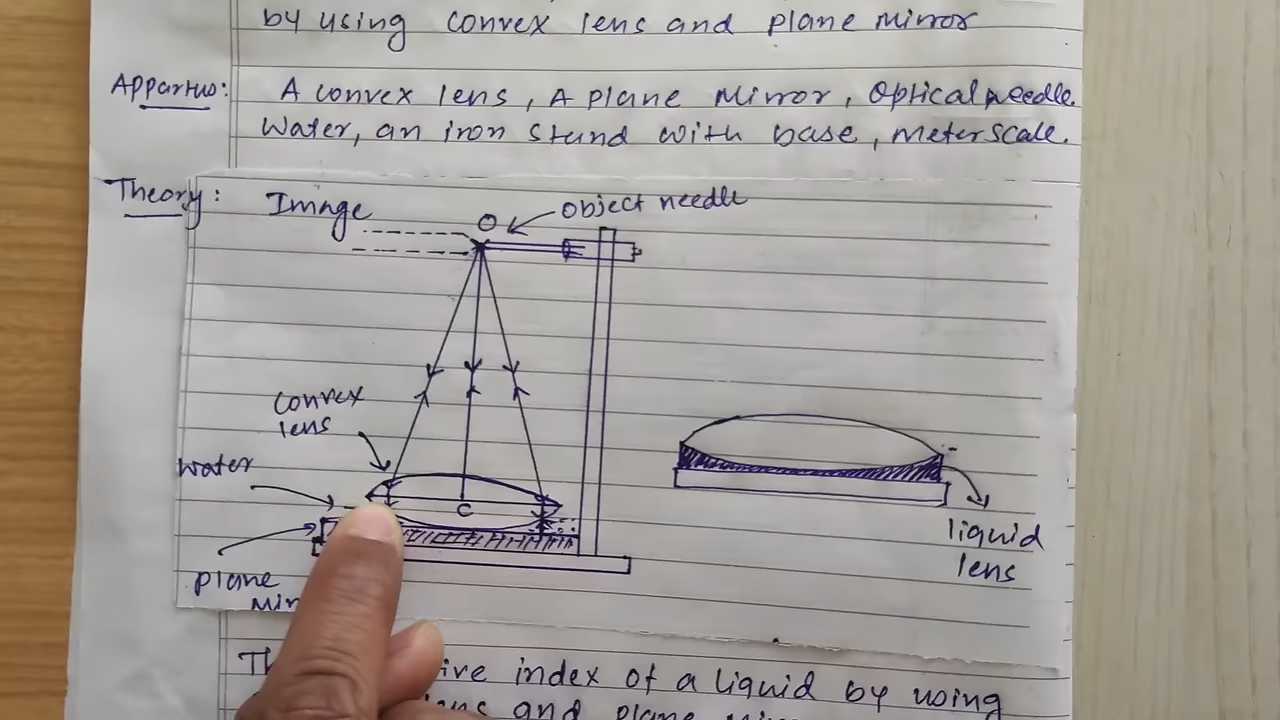 by using convex lens and plane mirror
Appartus: A convex lens, A plane Mirror, Optical needle.
Water, an iron stand with base, Meter scale.
Theory: Image
O
object needle
convex
lens
water
C
plane
liquid
lens
index of a liquid by using
and plane